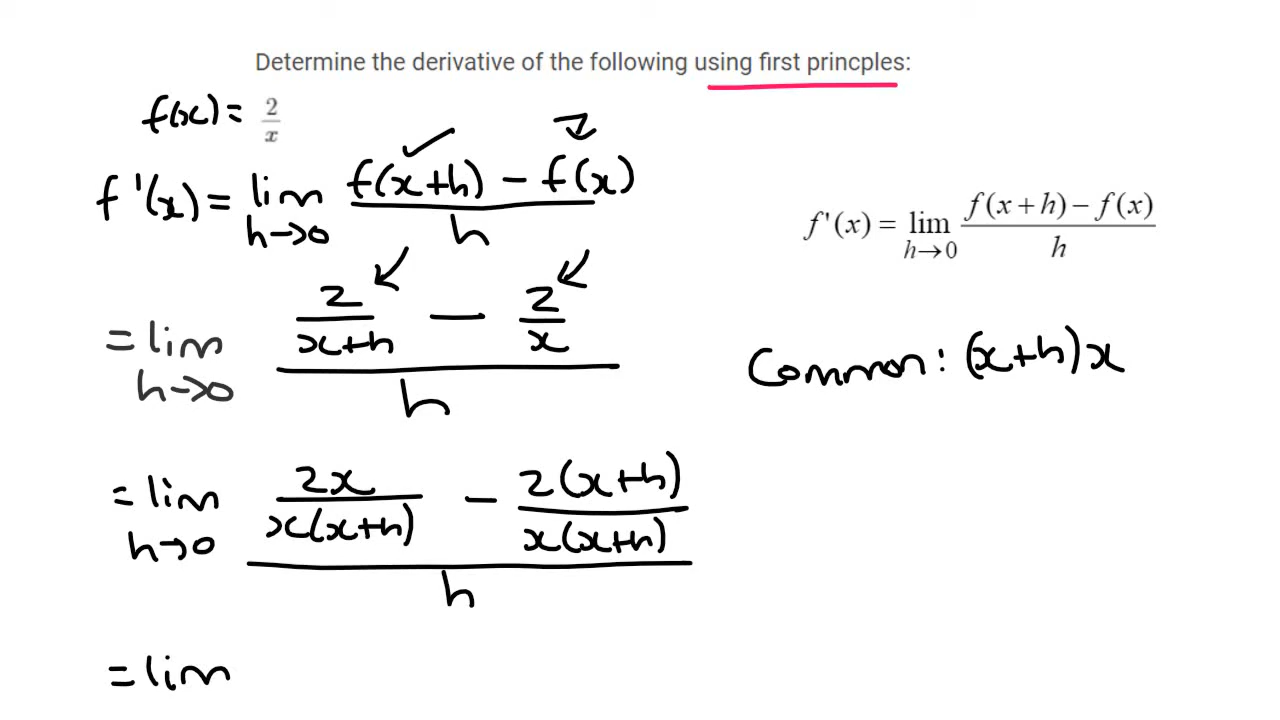 Determine the derivative of the following using first princples:
f(x) = 2/x
f'(x) = lim h→0 (f(x+h) − f(x))/h
f'(x) = lim h→0 (f(x+h) − f(x))/h
= lim h→0 (2/(x+h) − 2/x)/h
Common: (x+h)x
= lim h→0 (2x/(x(x+h)) − 2(x+h)/(x(x+h)))/h
= lim